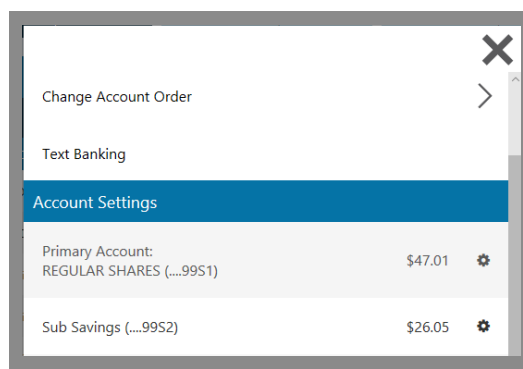 Change Account Order
Text Banking
Account Settings
Primary Account:
REGULAR SHARES (....99S1)
$47.01
Sub Savings (....99S2)
$26.05